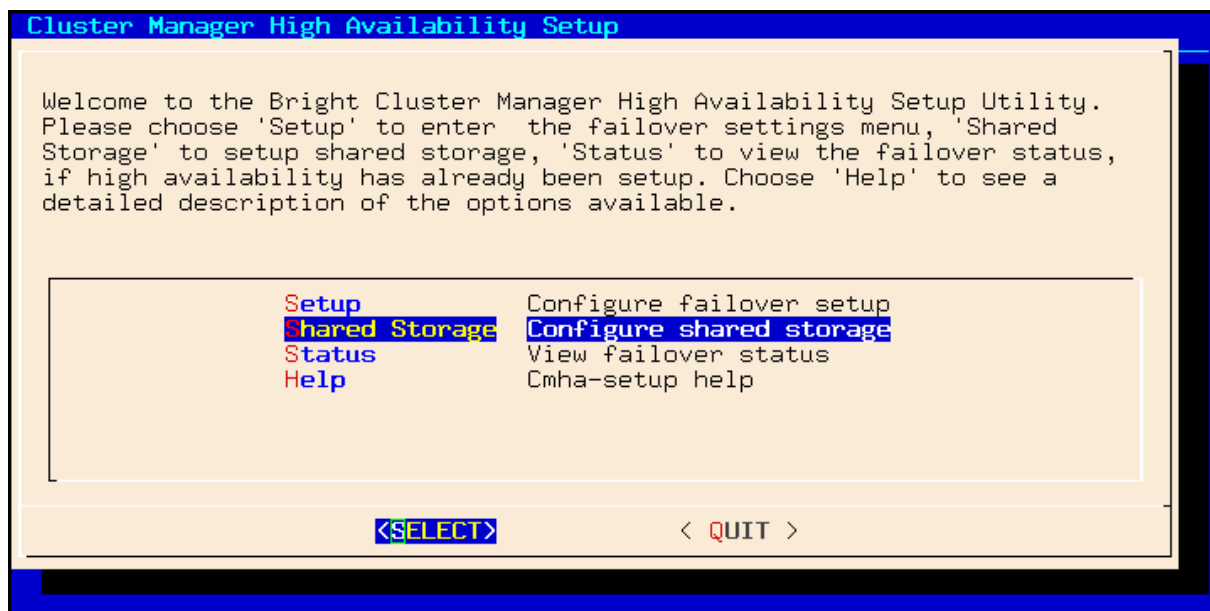 Cluster Manager High Availability Setup
Welcome to the Bright Cluster Manager High Availability Setup Utility.
Please choose 'Setup' to enter  the failover settings menu, 'Shared
Storage' to setup shared storage, 'Status' to view the failover status,
if high availability has already been setup. Choose 'Help' to see a
detailed description of the options available.
Setup Configure failover setup
Shared Storage Configure shared storage
Status View failover status
Help Cmha-setup help
<SELECT> < QUIT >